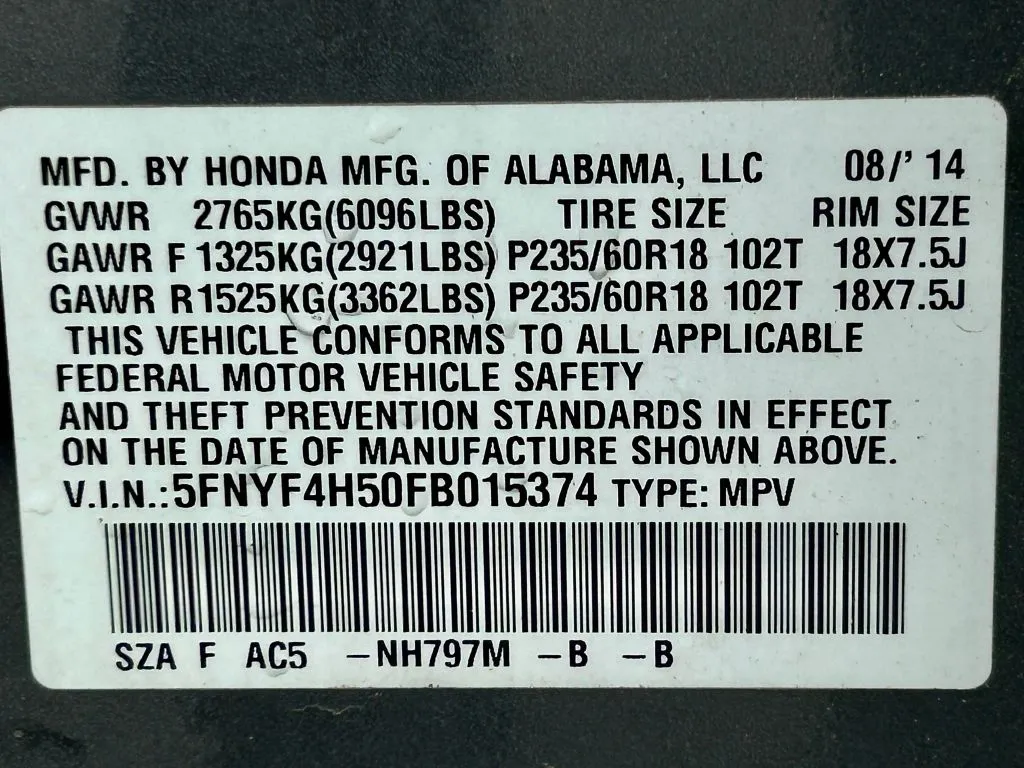 MFD. BY HONDA MFG. OF ALABAMA, LLC 08/' 14
GVWR 2765KG(6096LBS) TIRE SIZE RIM SIZE
GAWR F 1325KG(2921LBS) P235/60R18 102T 18X7.5J
GAWR R1525KG(3362LBS) P235/60R18 102T 18X7.5J
THIS VEHICLE CONFORMS TO ALL APPLICABLE
FEDERAL MOTOR VEHICLE SAFETY
AND THEFT PREVENTION STANDARDS IN EFFECT
ON THE DATE OF MANUFACTURE SHOWN ABOVE.
V.I.N.:5FNYF4H50FB015374 TYPE: MPV
SZA F AC5 –NH797M –B –B